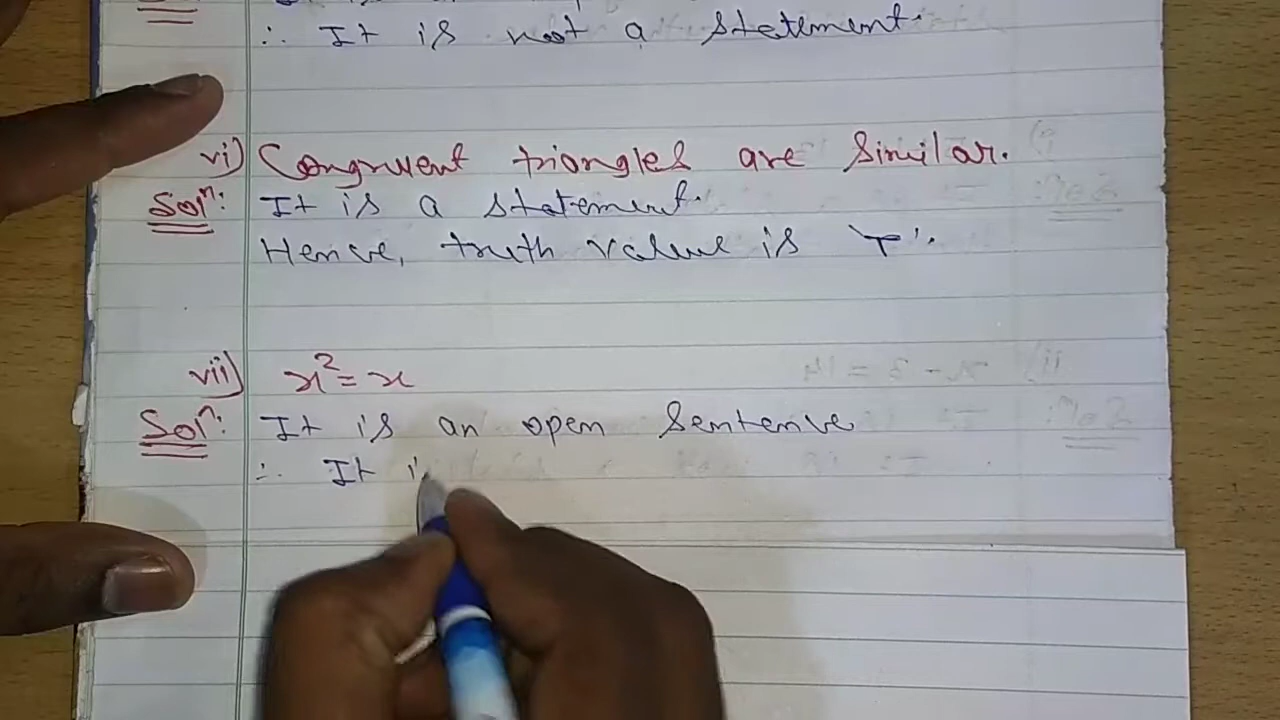 ∴ It is not a statement.
vi) Congruent triangles are similar.
Solⁿ: It is a statement.
Hence, truth value is 'T'.
vii) x² = x
Solⁿ: It is an open sentence
∴ It i